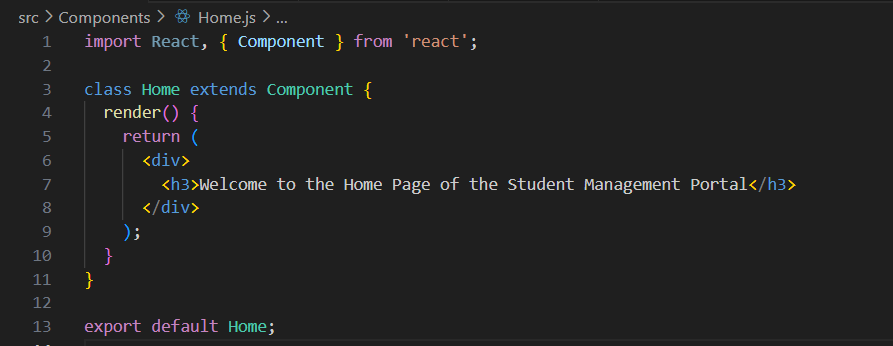 src > Components > Home.js > ...
1 import React, { Component } from 'react';
2
3 class Home extends Component {
4   render() {
5     return (
6       <div>
7         <h3>Welcome to the Home Page of the Student Management Portal</h3>
8       </div>
9     );
10   }
11 }
12
13 export default Home;